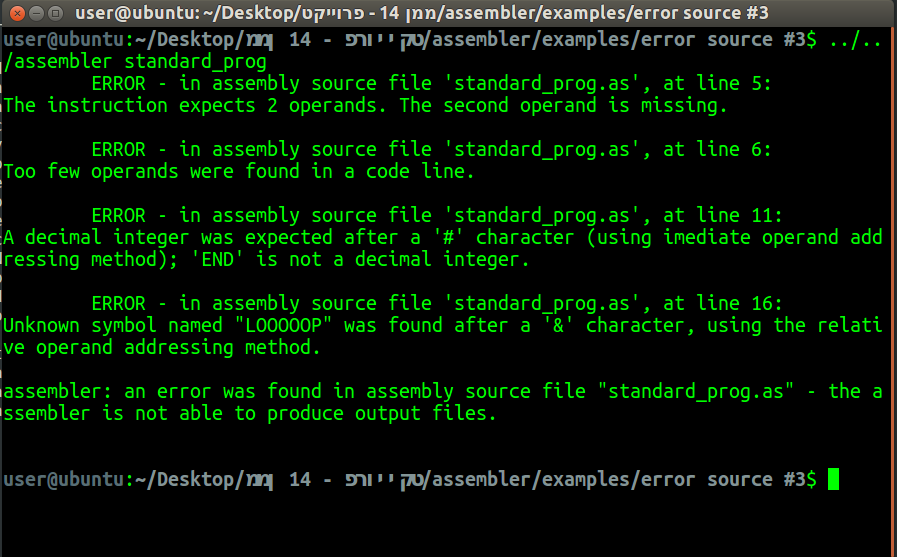 user@ubuntu: ~/Desktop/ממן 14 - פרוייקט/assembler/examples/error source #3
user@ubuntu:~/Desktop/ממן 14 - פרוייקט/assembler/examples/error source #3$ ../..
/assembler standard_prog
ERROR - in assembly source file 'standard_prog.as', at line 5:
The instruction expects 2 operands. The second operand is missing.
ERROR - in assembly source file 'standard_prog.as', at line 6:
Too few operands were found in a code line.
ERROR - in assembly source file 'standard_prog.as', at line 11:
A decimal integer was expected after a '#' character (using imediate operand add
ressing method); 'END' is not a decimal integer.
ERROR - in assembly source file 'standard_prog.as', at line 16:
Unknown symbol named "LOOOOOP" was found after a '&' character, using the relati
ve operand addressing method.
assembler: an error was found in assembly source file "standard_prog.as" - the a
ssembler is not able to produce output files.
user@ubuntu:~/Desktop/ממן 14 - פרוייקט/assembler/examples/error source #3$